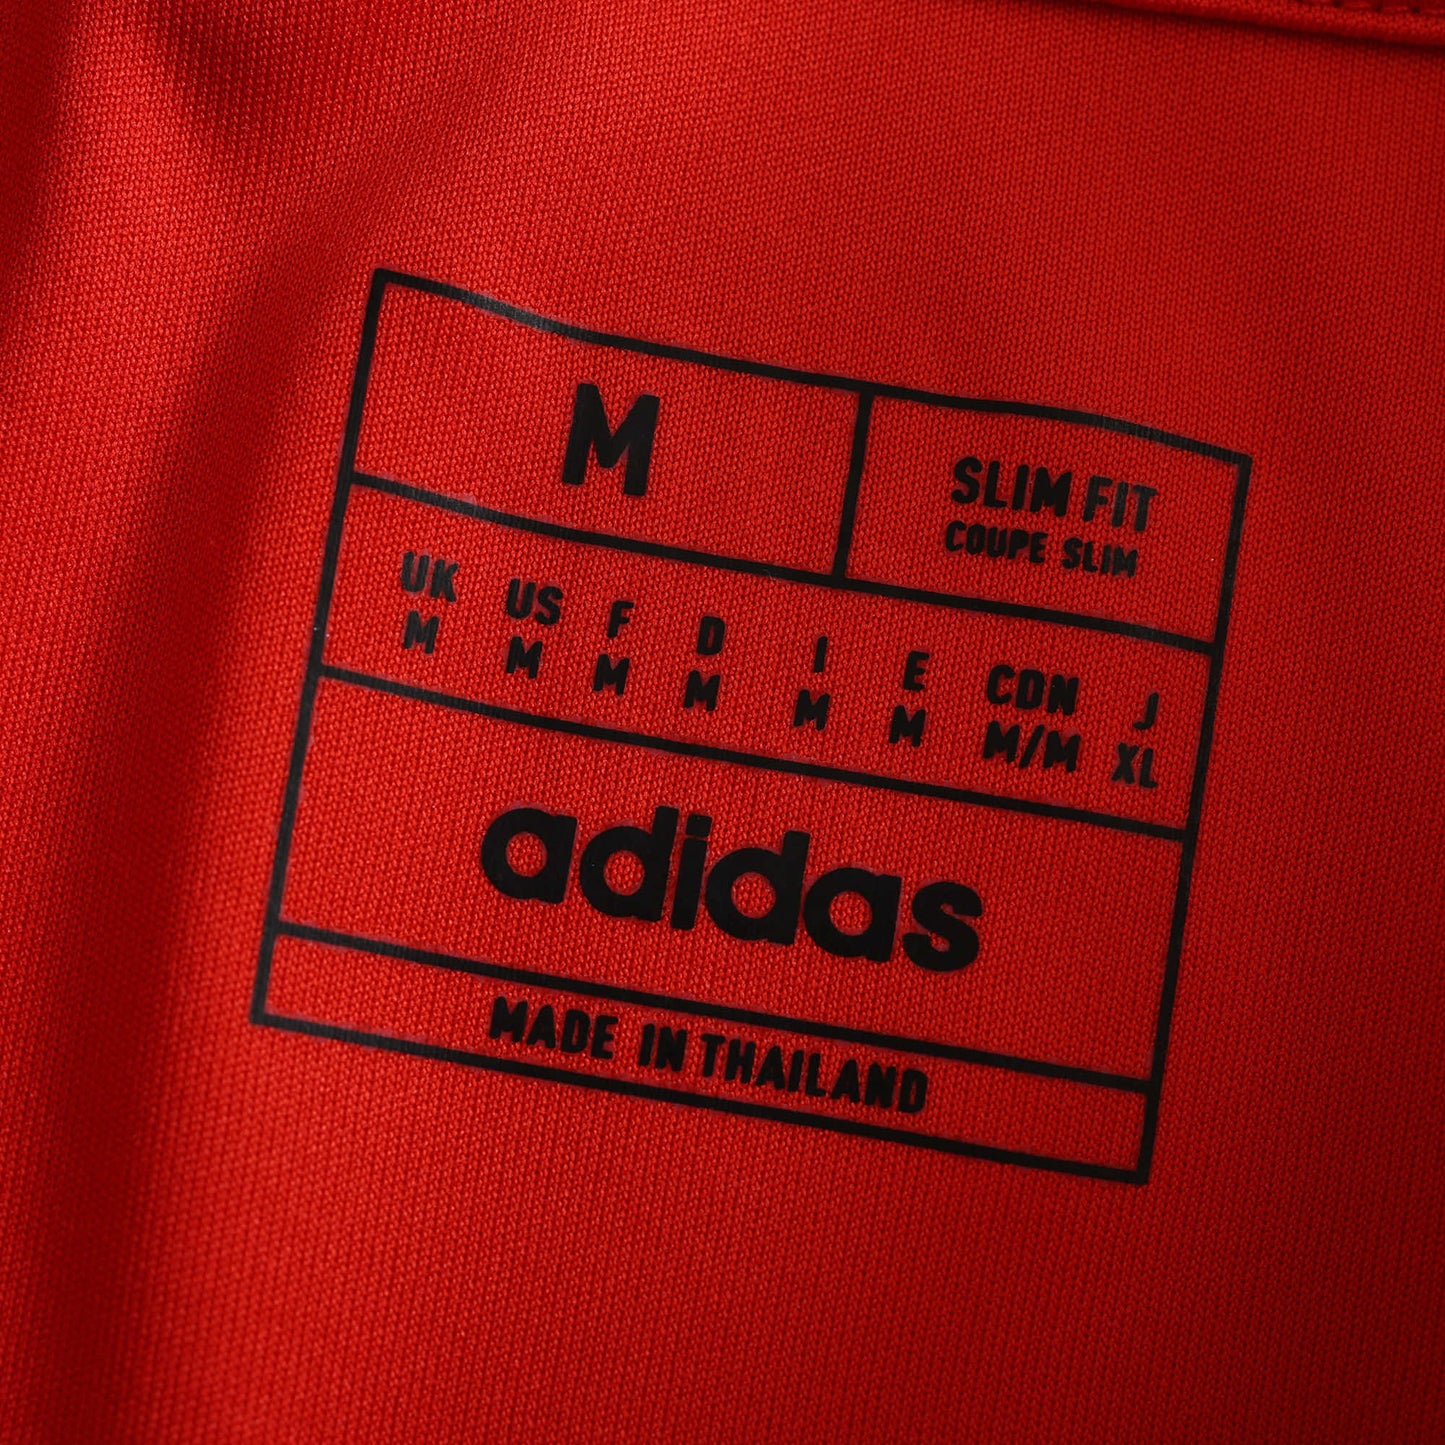 M
SLIM FIT
COUPE SLIM
UK US F D I E CDN J
M M M M M M M/M XL
adidas
MADE IN THAILAND